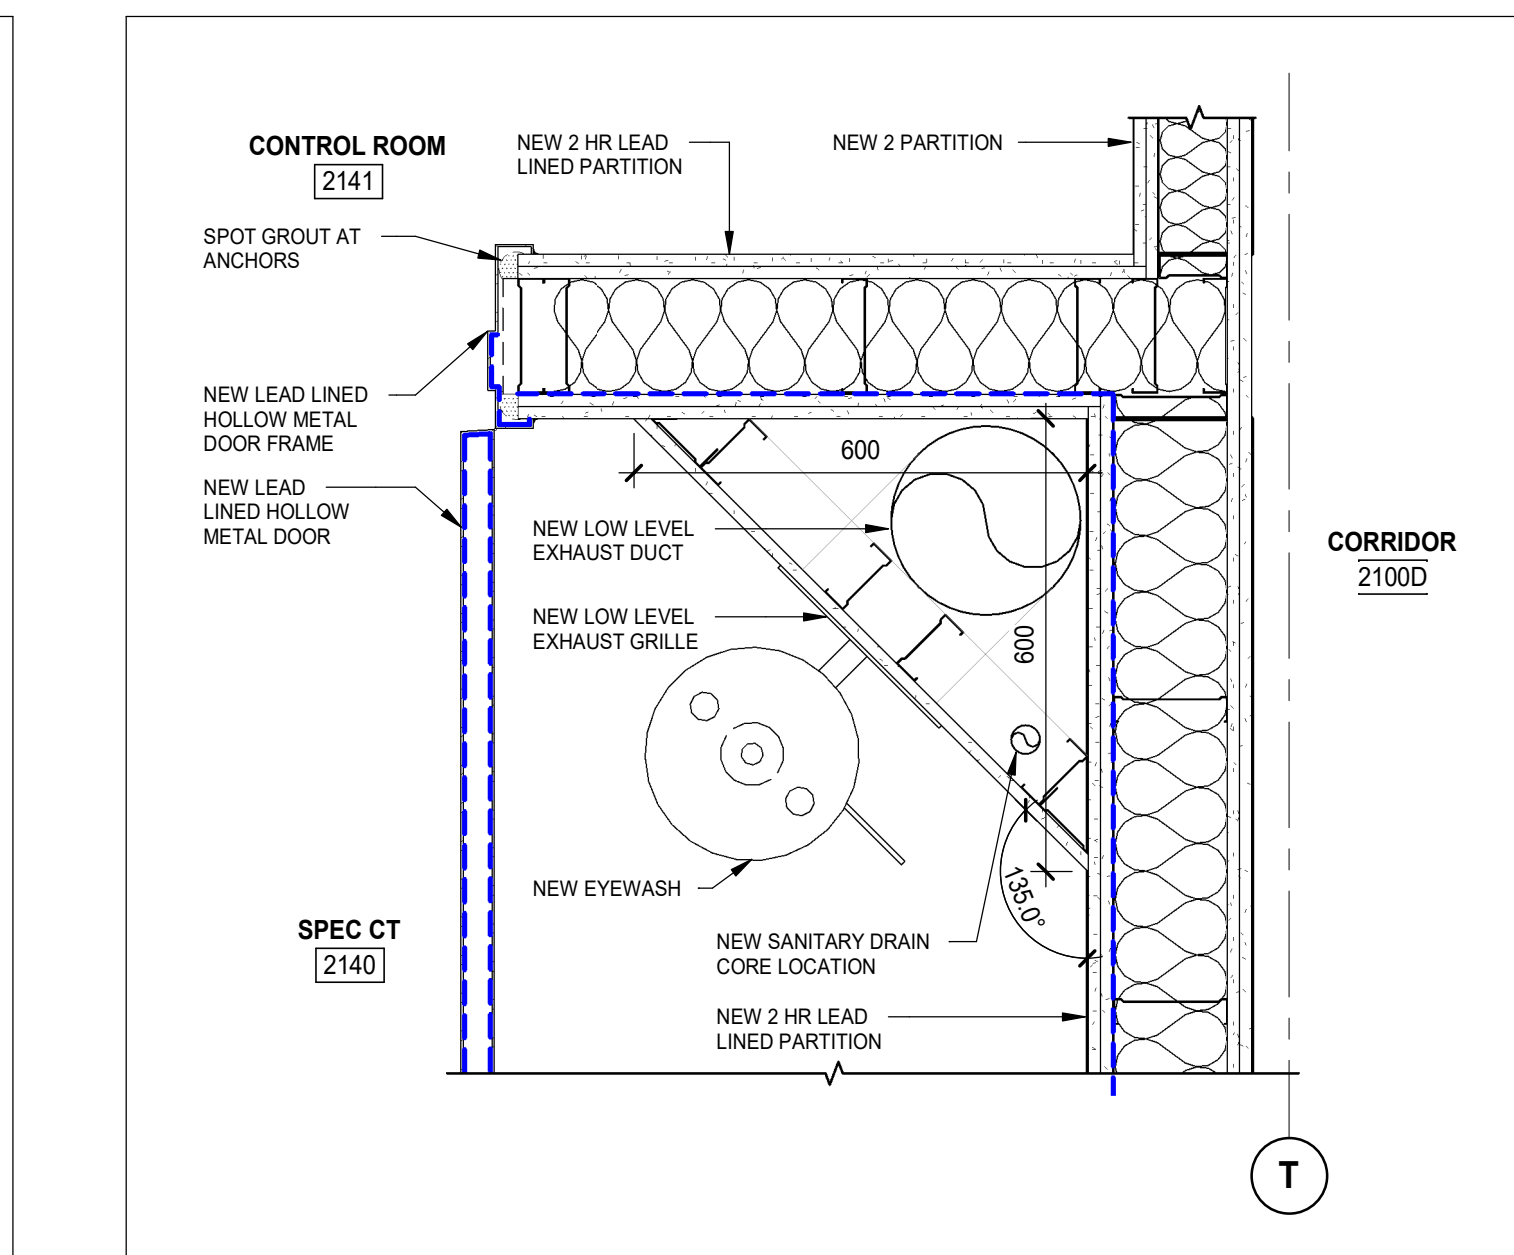 CONTROL ROOM
2141
NEW 2 HR LEAD
LINED PARTITION
NEW 2 PARTITION
SPOT GROUT AT
ANCHORS
NEW LEAD LINED
HOLLOW METAL
DOOR FRAME
NEW LEAD
LINED HOLLOW
METAL DOOR
600
NEW LOW LEVEL
EXHAUST DUCT
CORRIDOR
2100D
NEW LOW LEVEL
EXHAUST GRILLE
600
NEW EYEWASH
135.0°
SPEC CT
2140
NEW SANITARY DRAIN
CORE LOCATION
NEW 2 HR LEAD
LINED PARTITION
T